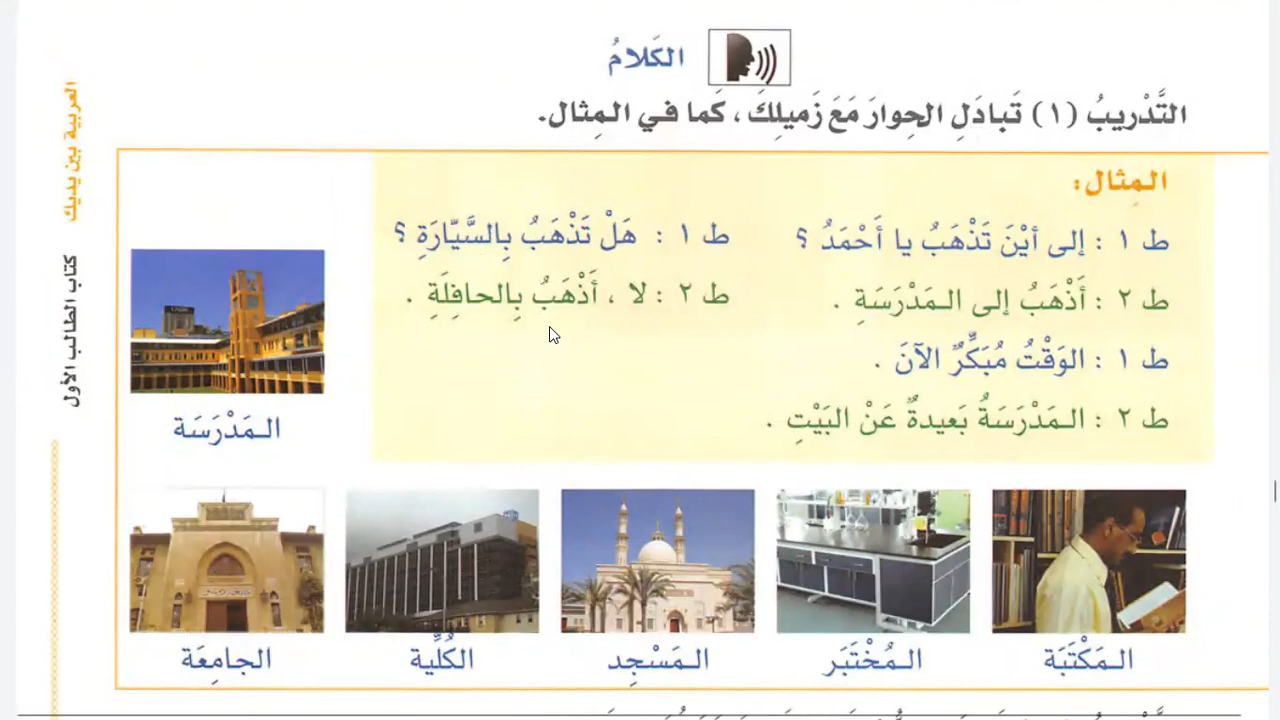 الكَلامُ
التَّدْريبُ (١) تَبادَلِ الحِوارَ مَعَ زَميلِكَ، كَما في المِثال.
المِثال:
ط ١ : إلى أيْنَ تَذْهَبُ يا أَحْمَدُ ؟
ط ٢ : أَذْهَبُ إلى المَدْرَسَةِ .
ط ١ : الوَقْتُ مُبَكِّرٌ الآنَ .
ط ٢ : المَدْرَسَةُ بَعيدةٌ عَنْ البَيْتِ .
ط ١ : هَلْ تَذْهَبُ بِالسَّيّارَةِ ؟
ط ٢ : لا ، أَذْهَبُ بِالحافِلَةِ .
المَدْرَسَة
المَكْتَبَة
المُخْتَبَر
المَسْجِد
الكُلِّية
الجامِعَة
العربية بين يديك
كتاب الطالب الأول